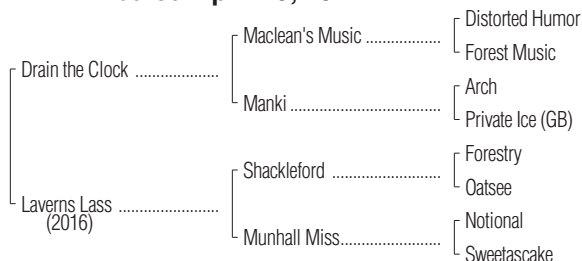 Drain the Clock ....................
Laverns Lass ........................
(2016)
Maclean's Music ..................
Manki ....................................
Shackleford .........................
Munhall Miss.......................
Distorted Humor
Forest Music
Arch
Private Ice (GB)
Forestry
Oatsee
Notional
Sweetascake